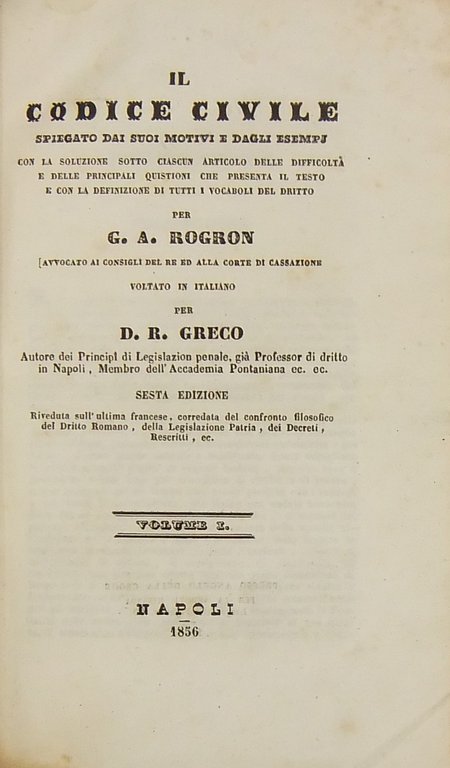 IL
CODICE CIVILE
SPIEGATO DAI SUOI MOTIVI E DAGLI ESEMPJ
CON LA SOLUZIONE SOTTO CIASCUN ARTICOLO DELLE DIFFICOLTÀ
E DELLE PRINCIPALI QUISTIONI CHE PRESENTA IL TESTO
E CON LA DEFINIZIONE DI TUTTI I VOCABOLI DEL DRITTO
PER
G. A. ROGRON
[AVVOCATO AI CONSIGLI DEL RE ED ALLA CORTE DI CASSAZIONE
VOLTATO IN ITALIANO
PER
D. R. GRECO
Autore dei Principî di Legislazion penale, già Professor di dritto
in Napoli, Membro dell'Accademia Pontaniana ec. ec.
SESTA EDIZIONE
Riveduta sull'ultima francese, corredata del confronto filosofico
del Dritto Romano, della Legislazione Patria, dei Decreti,
Rescritti, ec.
VOLUME I.
NAPOLI
1856